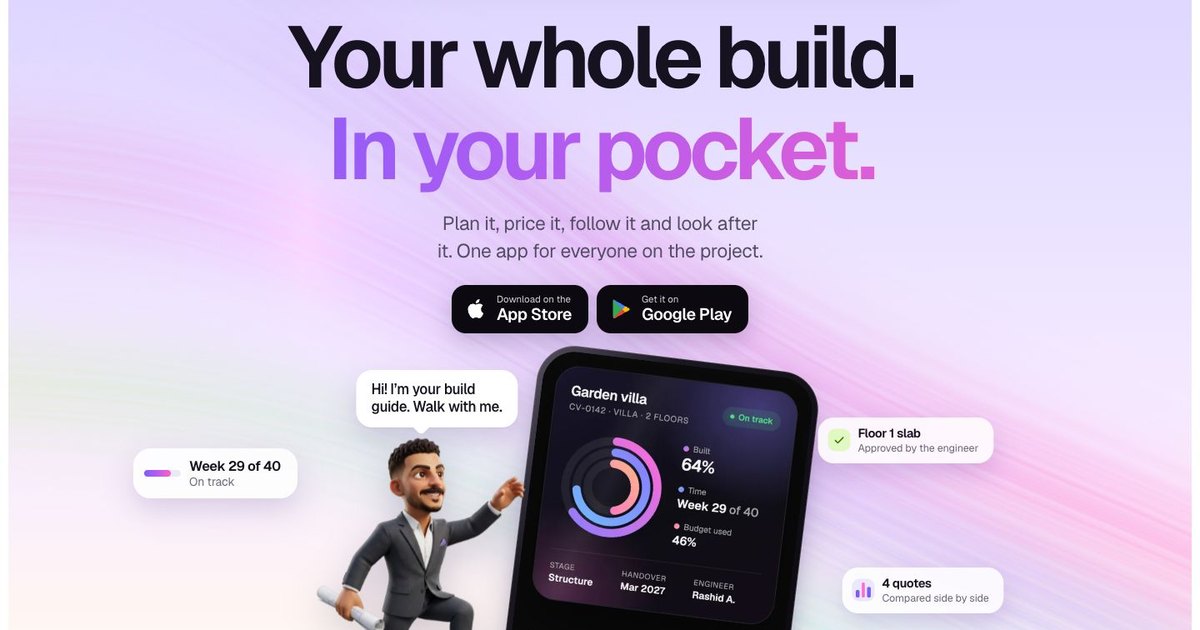 Your whole build.
In your pocket.
Plan it, price it, follow it and look after
it. One app for everyone on the project.
Download on the
App Store
Get it on
Google Play
Hi! I'm your build
guide. Walk with me.
Week 29 of 40
On track
Garden villa
CV-0142 · VILLA · 2 FLOORS
On track
Built
64%
Time
Week 29 of 40
Budget used
46%
STAGE
Structure
HANDOVER
Mar 2027
ENGINEER
Rashid A.
Floor 1 slab
Approved by the engineer
4 quotes
Compared side by side